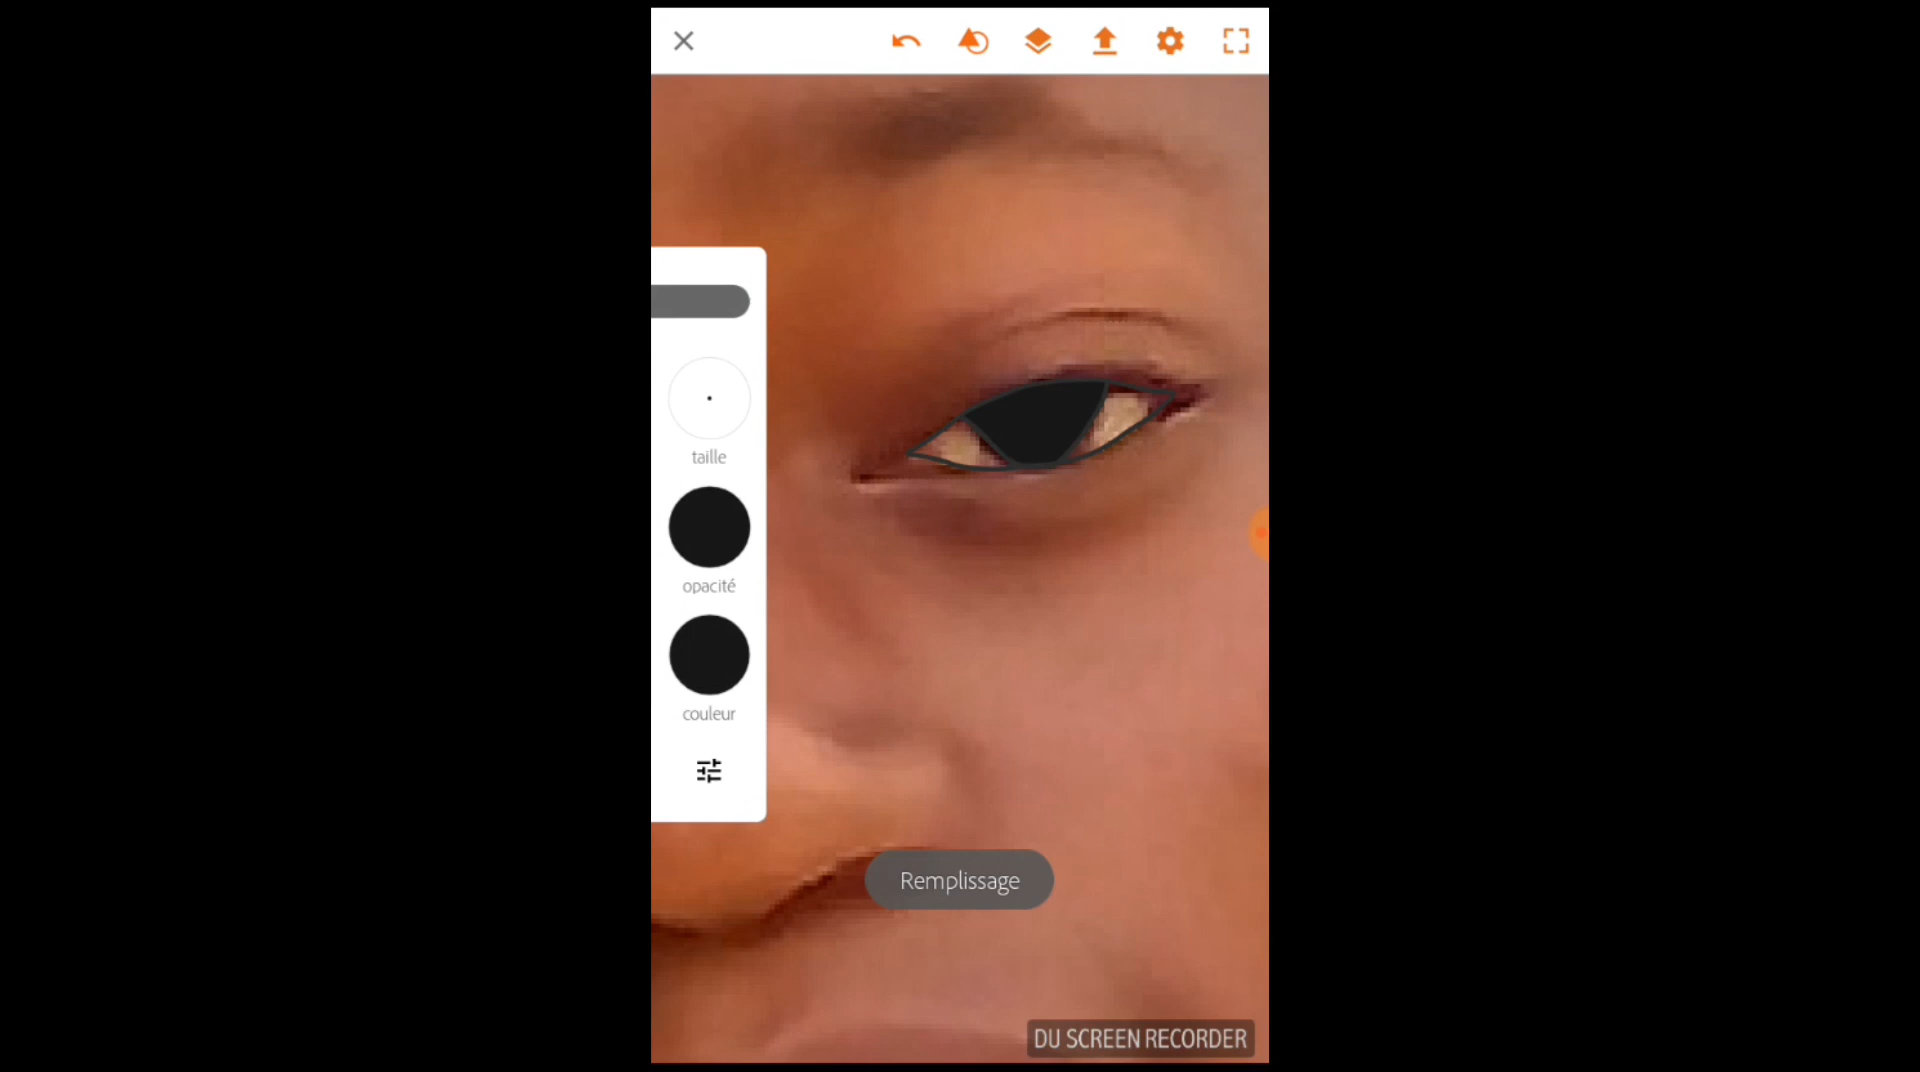 taille
opacité
couleur
Remplissage
DU SCREEN RECORDER